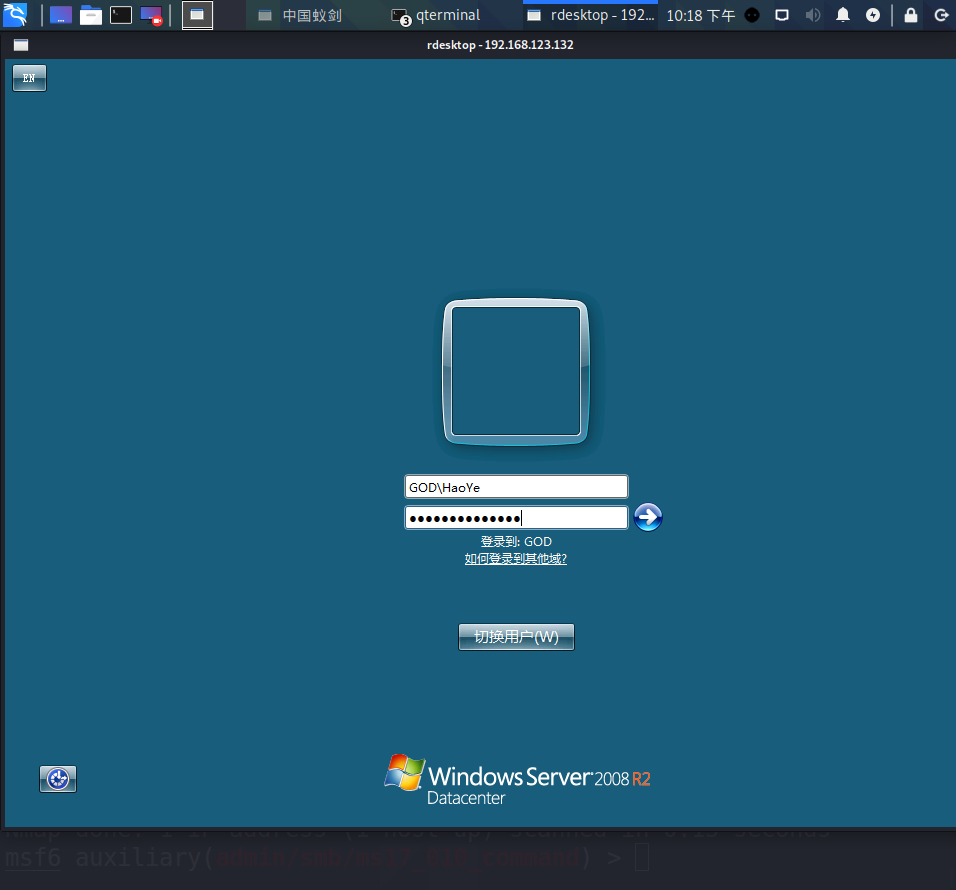 中国蚁剑
3 qterminal
rdesktop - 192...
10:18 下午
rdesktop - 192.168.123.132
EN
GOD\HaoYe
●●●●●●●●●●●●●●
登录到: GOD
如何登录到其他域?
切换用户(W)
Windows Server 2008 R2
Datacenter
msf6 auxiliary(
) >